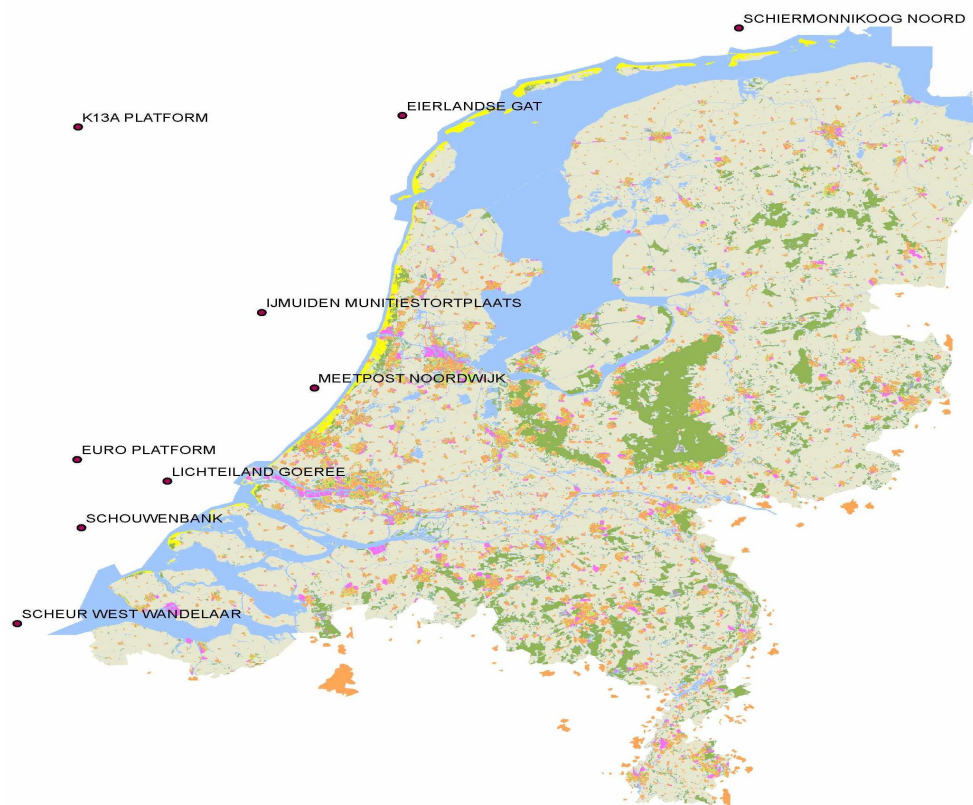 SCHIERMONNIKOOG NOORD
EIERLANDSE GAT
K13A PLATFORM
IJMUIDEN MUNITIESTORTPLAATS
MEETPOST NOORDWIJK
EURO PLATFORM
LICHTEILAND GOEREE
SCHOUWENBANK
SCHEUR WEST WANDELAAR